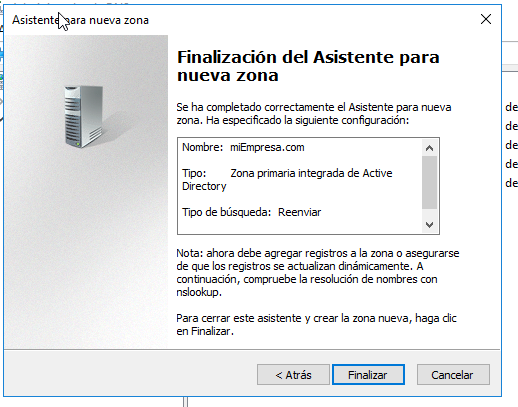 Asistente para nueva zona
Finalización del Asistente para
nueva zona
Se ha completado correctamente el Asistente para nueva
zona. Ha especificado la siguiente configuración:
Nombre: miEmpresa.com
Tipo: Zona primaria integrada de Active
Directory
Tipo de búsqueda: Reenviar
Nota: ahora debe agregar registros a la zona o asegurarse
de que los registros se actualizan dinámicamente. A
continuación, compruebe la resolución de nombres con
nslookup.
Para cerrar este asistente y crear la zona nueva, haga clic
en Finalizar.
< Atrás Finalizar Cancelar
de
de
de
de
de